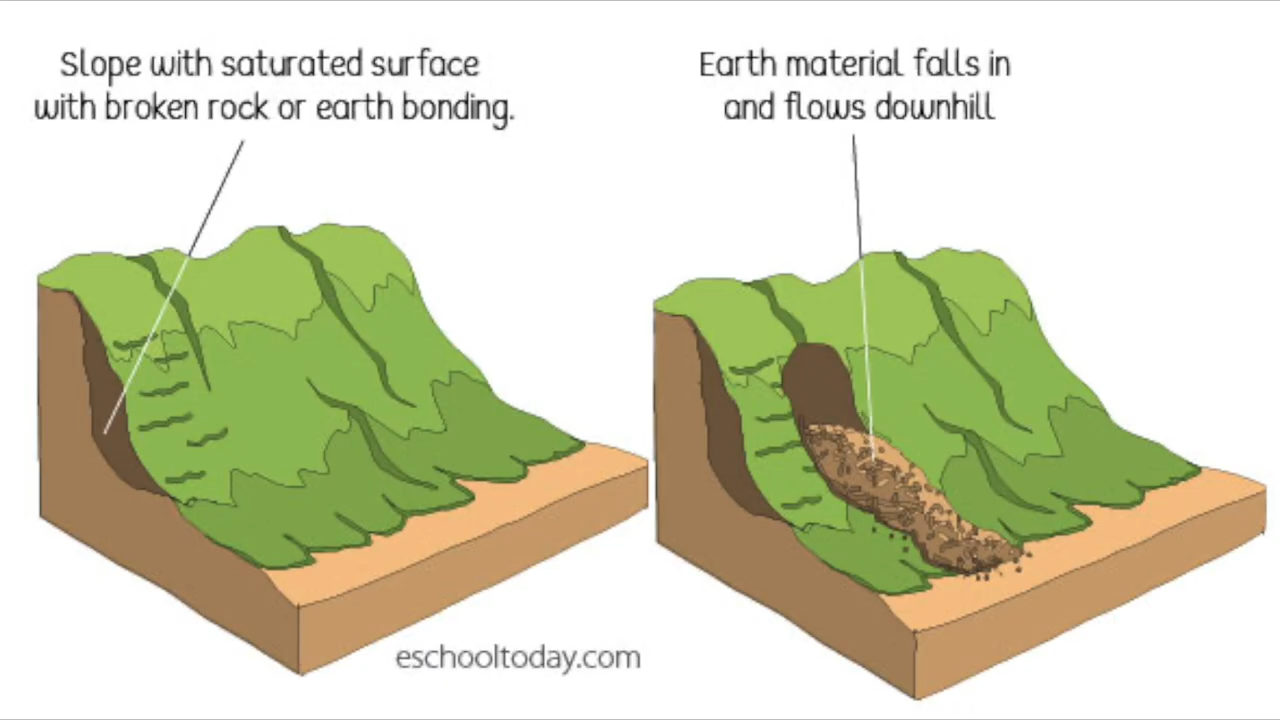 Slope with saturated surface
with broken rock or earth bonding.
Earth material falls in
and flows downhill
eschooltoday.com